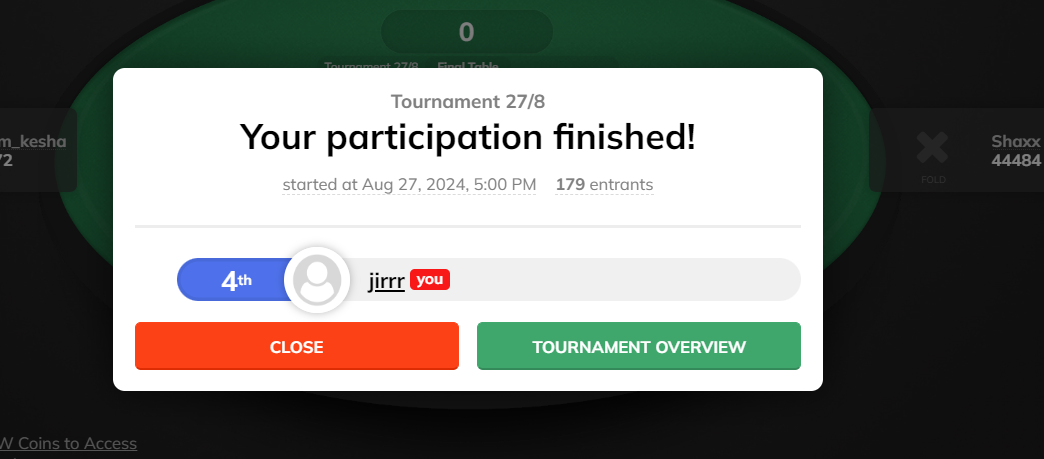 0
Tournament 27/8 Final Table
Tournament 27/8
Your participation finished!
m_kesha
72
Shaxx
44484
FOLD
started at Aug 27, 2024, 5:00 PM 179 entrants
4th jirrr you
CLOSE TOURNAMENT OVERVIEW
W Coins to Access